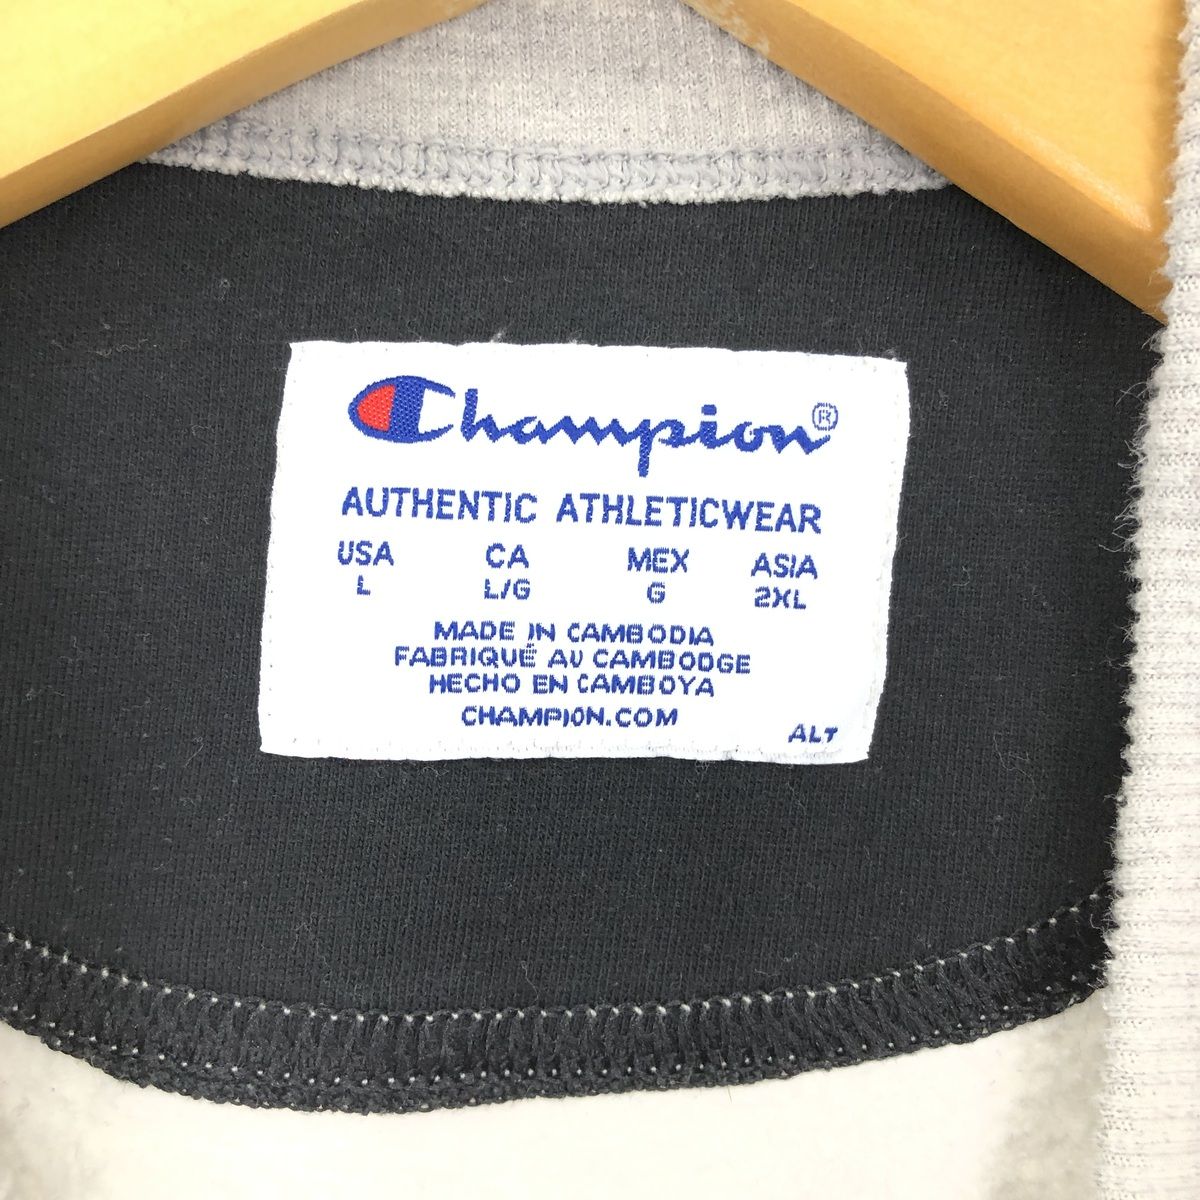 Champion®
AUTHENTIC ATHLETICWEAR
USA CA MEX ASIA
L L/G G 2XL
MADE IN CAMBODIA
FABRIQUÉ AU CAMBODGE
HECHO EN CAMBOYA
CHAMPION.COM
ALT